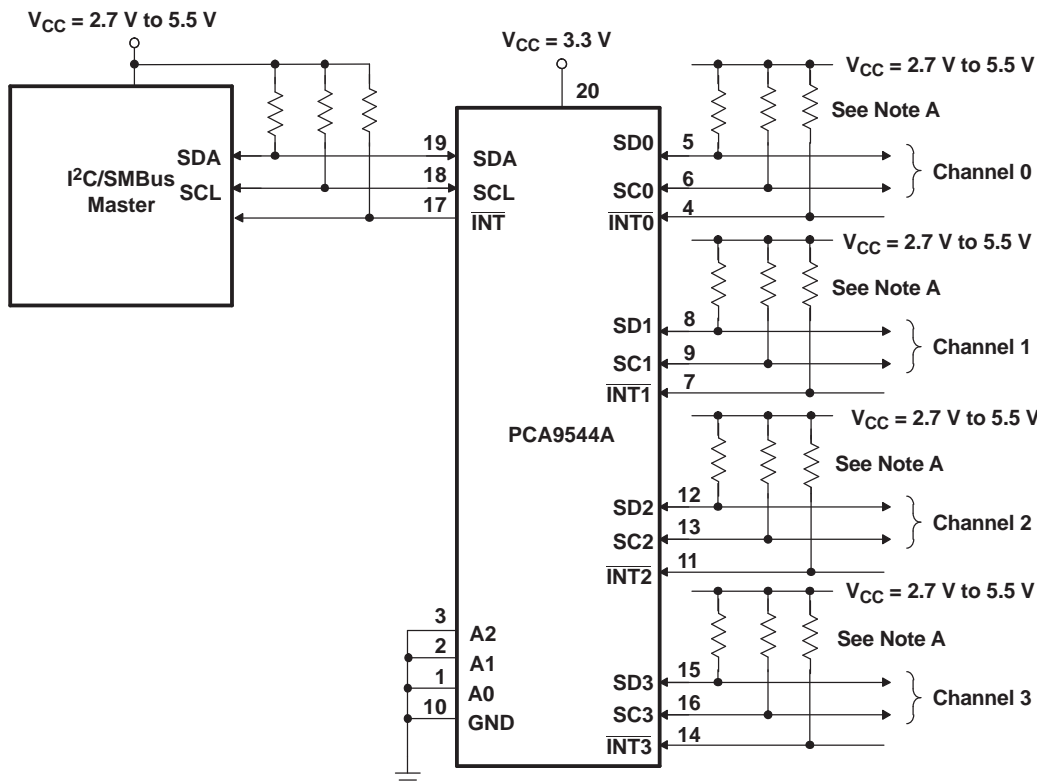 VCC = 2.7 V to 5.5 V
VCC = 3.3 V
20
I2C/SMBus
Master
SDA
SCL
19
18
17
SDA
SCL
INT
PCA9544A
3
2
1
10
A2
A1
A0
GND
VCC = 2.7 V to 5.5 V
See Note A
SD0
5
SC0
6
INT0
4
Channel 0
VCC = 2.7 V to 5.5 V
See Note A
SD1
8
SC1
9
INT1
7
Channel 1
VCC = 2.7 V to 5.5 V
See Note A
SD2
12
SC2
13
INT2
11
Channel 2
VCC = 2.7 V to 5.5 V
See Note A
SD3
15
SC3
16
INT3
14
Channel 3